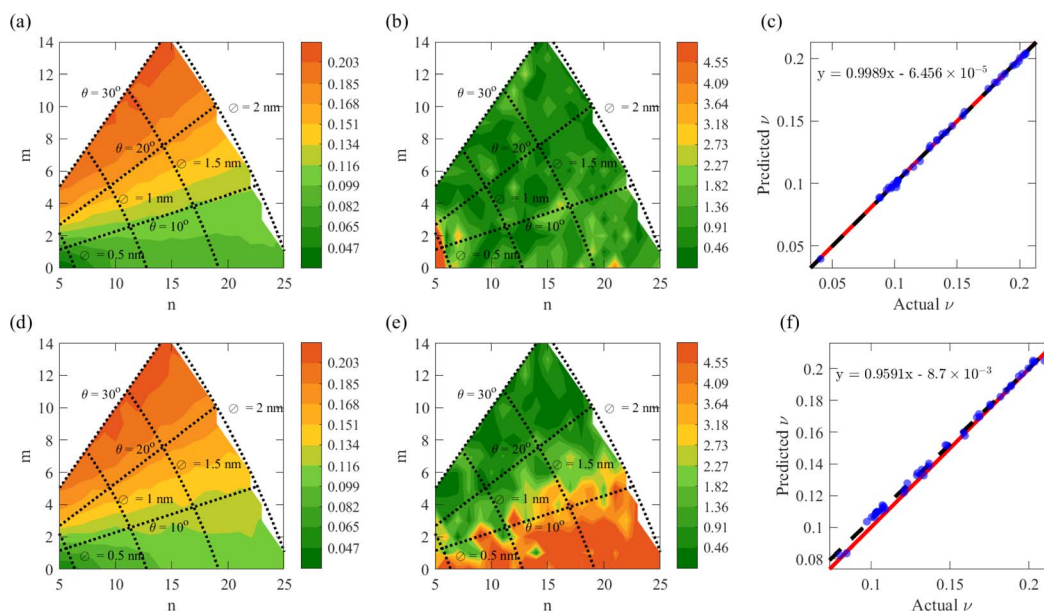 (a)
14
12
10
8
6
4
2
0
m
θ = 30°
∅ = 2 nm
θ = 20°
∅ = 1.5 nm
∅ = 1 nm
θ = 10°
∅ = 0.5 nm
5 10 15 20 25
n
0.203
0.185
0.168
0.151
0.134
0.116
0.099
0.082
0.065
0.047
(b)
14
12
10
8
6
4
2
0
m
θ = 30°
∅ = 2 nm
θ = 20°
∅ = 1.5 nm
∅ = 1 nm
θ = 10°
∅ = 0.5 nm
5 10 15 20 25
n
4.55
4.09
3.64
3.18
2.73
2.27
1.82
1.36
0.91
0.46
(c)
y = 0.9989x - 6.456 × 10⁻⁵
0.2
0.15
0.1
0.05
Predicted ν
0.05 0.1 0.15 0.2
Actual ν
(d)
14
12
10
8
6
4
2
0
m
θ = 30°
∅ = 2 nm
θ = 20°
∅ = 1.5 nm
∅ = 1 nm
θ = 10°
∅ = 0.5 nm
5 10 15 20 25
n
0.203
0.185
0.168
0.151
0.134
0.116
0.099
0.082
0.065
0.047
(e)
14
12
10
8
6
4
2
0
m
θ = 30°
∅ = 2 nm
θ = 20°
∅ = 1.5 nm
∅ = 1 nm
θ = 10°
∅ = 0.5 nm
5 10 15 20 25
n
4.55
4.09
3.64
3.18
2.73
2.27
1.82
1.36
0.91
0.46
(f)
y = 0.9591x - 8.7 × 10⁻³
0.2
0.18
0.16
0.14
0.12
0.1
0.08
Predicted ν
0.1 0.15 0.2
Actual ν